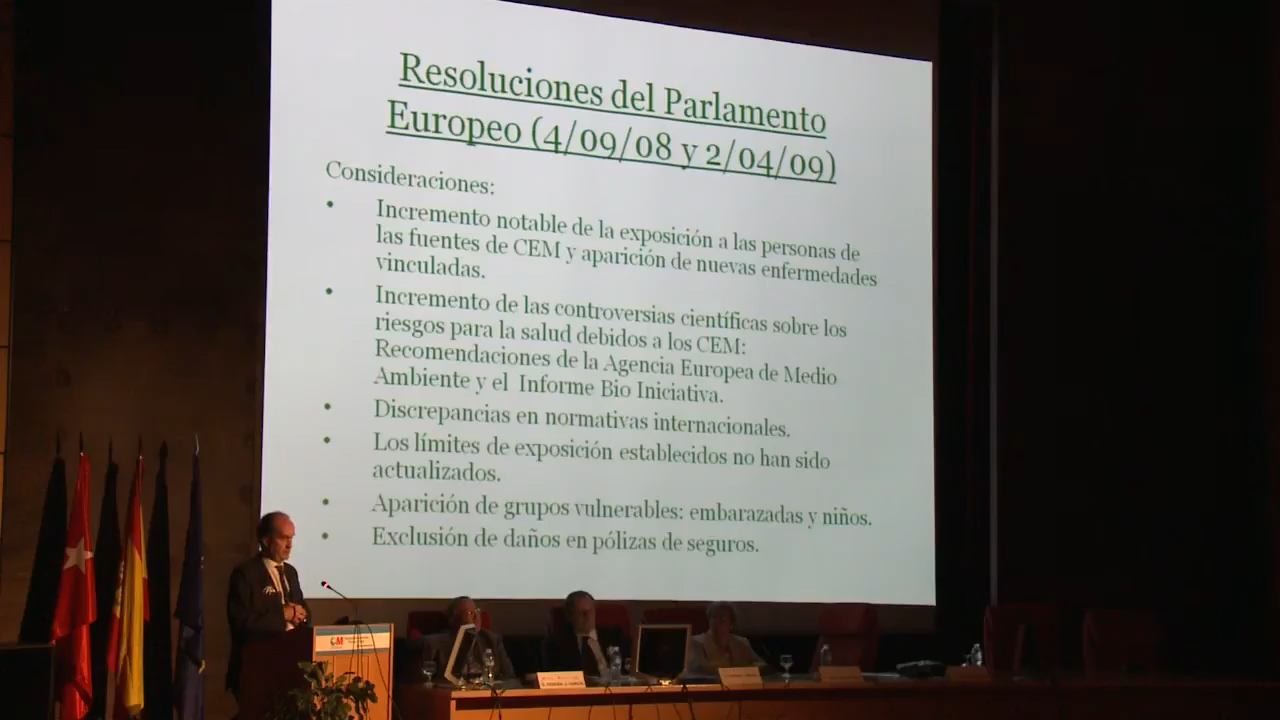 Resoluciones del Parlamento
Europeo (4/09/08 y 2/04/09)
Consideraciones:
• Incremento notable de la exposición a las personas de
las fuentes de CEM y aparición de nuevas enfermedades
vinculadas.
• Incremento de las controversias científicas sobre los
riesgos para la salud debidos a los CEM:
Recomendaciones de la Agencia Europea de Medio
Ambiente y el Informe Bio Iniciativa.
• Discrepancias en normativas internacionales.
• Los límites de exposición establecidos no han sido
actualizados.
• Aparición de grupos vulnerables: embarazadas y niños.
• Exclusión de daños en pólizas de seguros.